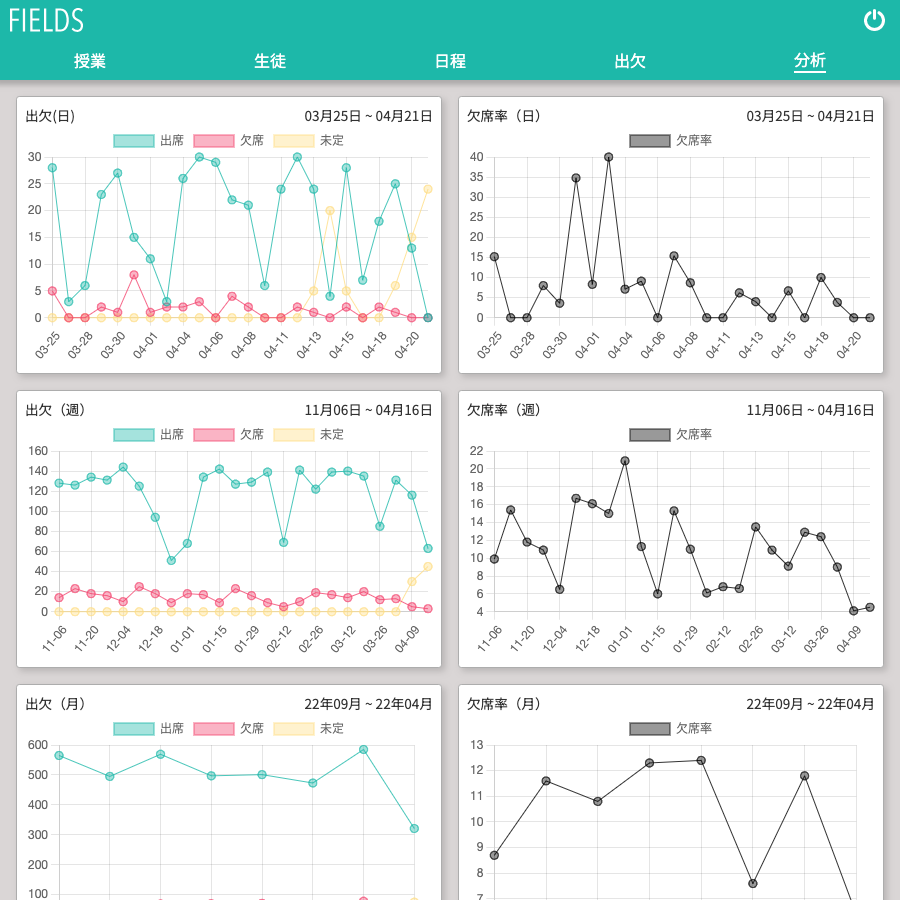 FIELDS
授業 生徒 日程 出欠 分析
出欠(日) 03月25日 ~ 04月21日
出席 欠席 未定
30
25
20
15
10
5
0
03-25 03-28 03-30 04-01 04-04 04-06 04-08 04-11 04-13 04-15 04-18 04-20
欠席率（日） 03月25日 ~ 04月21日
欠席率
40
35
30
25
20
15
10
5
0
03-25 03-28 03-30 04-01 04-04 04-06 04-08 04-11 04-13 04-15 04-18 04-20
出欠（週） 11月06日 ~ 04月16日
出席 欠席 未定
160
140
120
100
80
60
40
20
0
11-06 11-20 12-04 12-18 01-01 01-15 01-29 02-12 02-26 03-12 03-26 04-09
欠席率（週） 11月06日 ~ 04月16日
欠席率
22
20
18
16
14
12
10
8
6
4
11-06 11-20 12-04 12-18 01-01 01-15 01-29 02-12 02-26 03-12 03-26 04-09
出欠（月） 22年09月 ~ 22年04月
出席 欠席 未定
600
500
400
300
200
100
欠席率（月） 22年09月 ~ 22年04月
欠席率
13
12
11
10
9
8
7